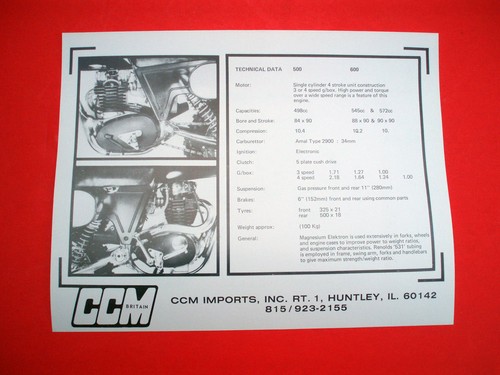 TECHNICAL DATA 500 600
Motor: Single cylinder 4 stroke unit construction
3 or 4 speed g/box. High power and torque
over a wide speed range is a feature of this
engine.
Capacities: 498cc 545cc & 572cc
Bore and Stroke: 84 x 90 88 x 90 & 90 x 90
Compression: 10.4 10.2 10.
Carburettor: Amal Type 2900 : 34mm
Ignition: Electronic
Clutch: 5 plate cush drive
G/box: 3 speed 1.71 1.27 1.00
4 speed 2.18 1.64 1.24 1.00
Suspension: Gas pressure front and rear 11" (280mm)
Brakes: 6" (152mm) front and rear using common parts
Tyres: front 325 x 21
rear 500 x 18
Weight approx: (100 Kg)
General: Magnesium Elektron is used extensively in forks, wheels
and engine cases to improve power to weight ratios,
and suspension characteristics. Renolds '531' tubing
is employed in frame, swing arm, forks and handlebars
to give maximum strength/weight ratio.
CCM
BRITAIN
CCM IMPORTS, INC. RT. 1, HUNTLEY, IL. 60142
815/923-2155